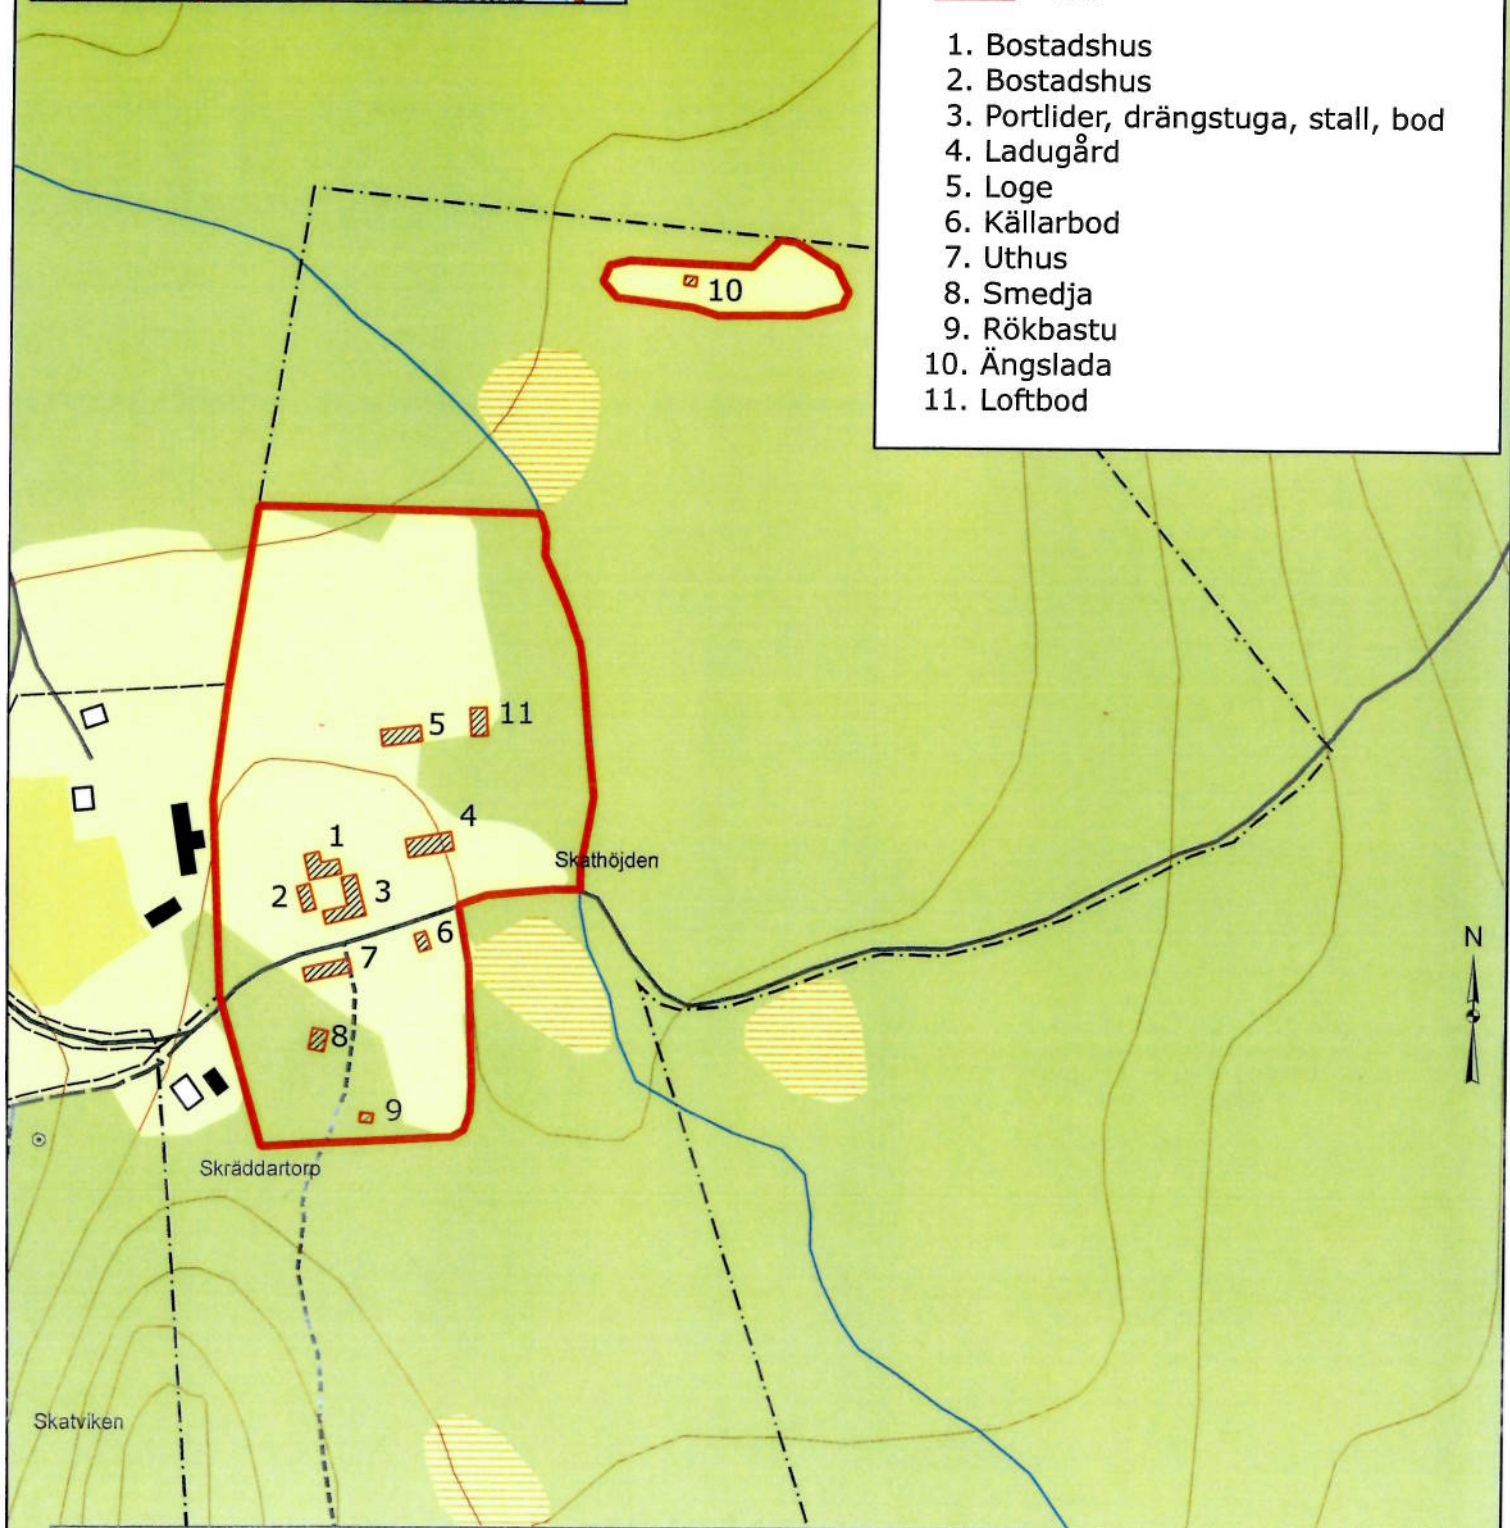 1. Bostadshus
2. Bostadshus
3. Portlider, drängstuga, stall, bod
4. Ladugård
5. Loge
6. Källarbod
7. Uthus
8. Smedja
9. Rökbastu
10. Ängslada
11. Loftbod
10
5
11
4
1
Skathöjden
2
3
6
N
7
8
9
Skräddartorp
Skatviken